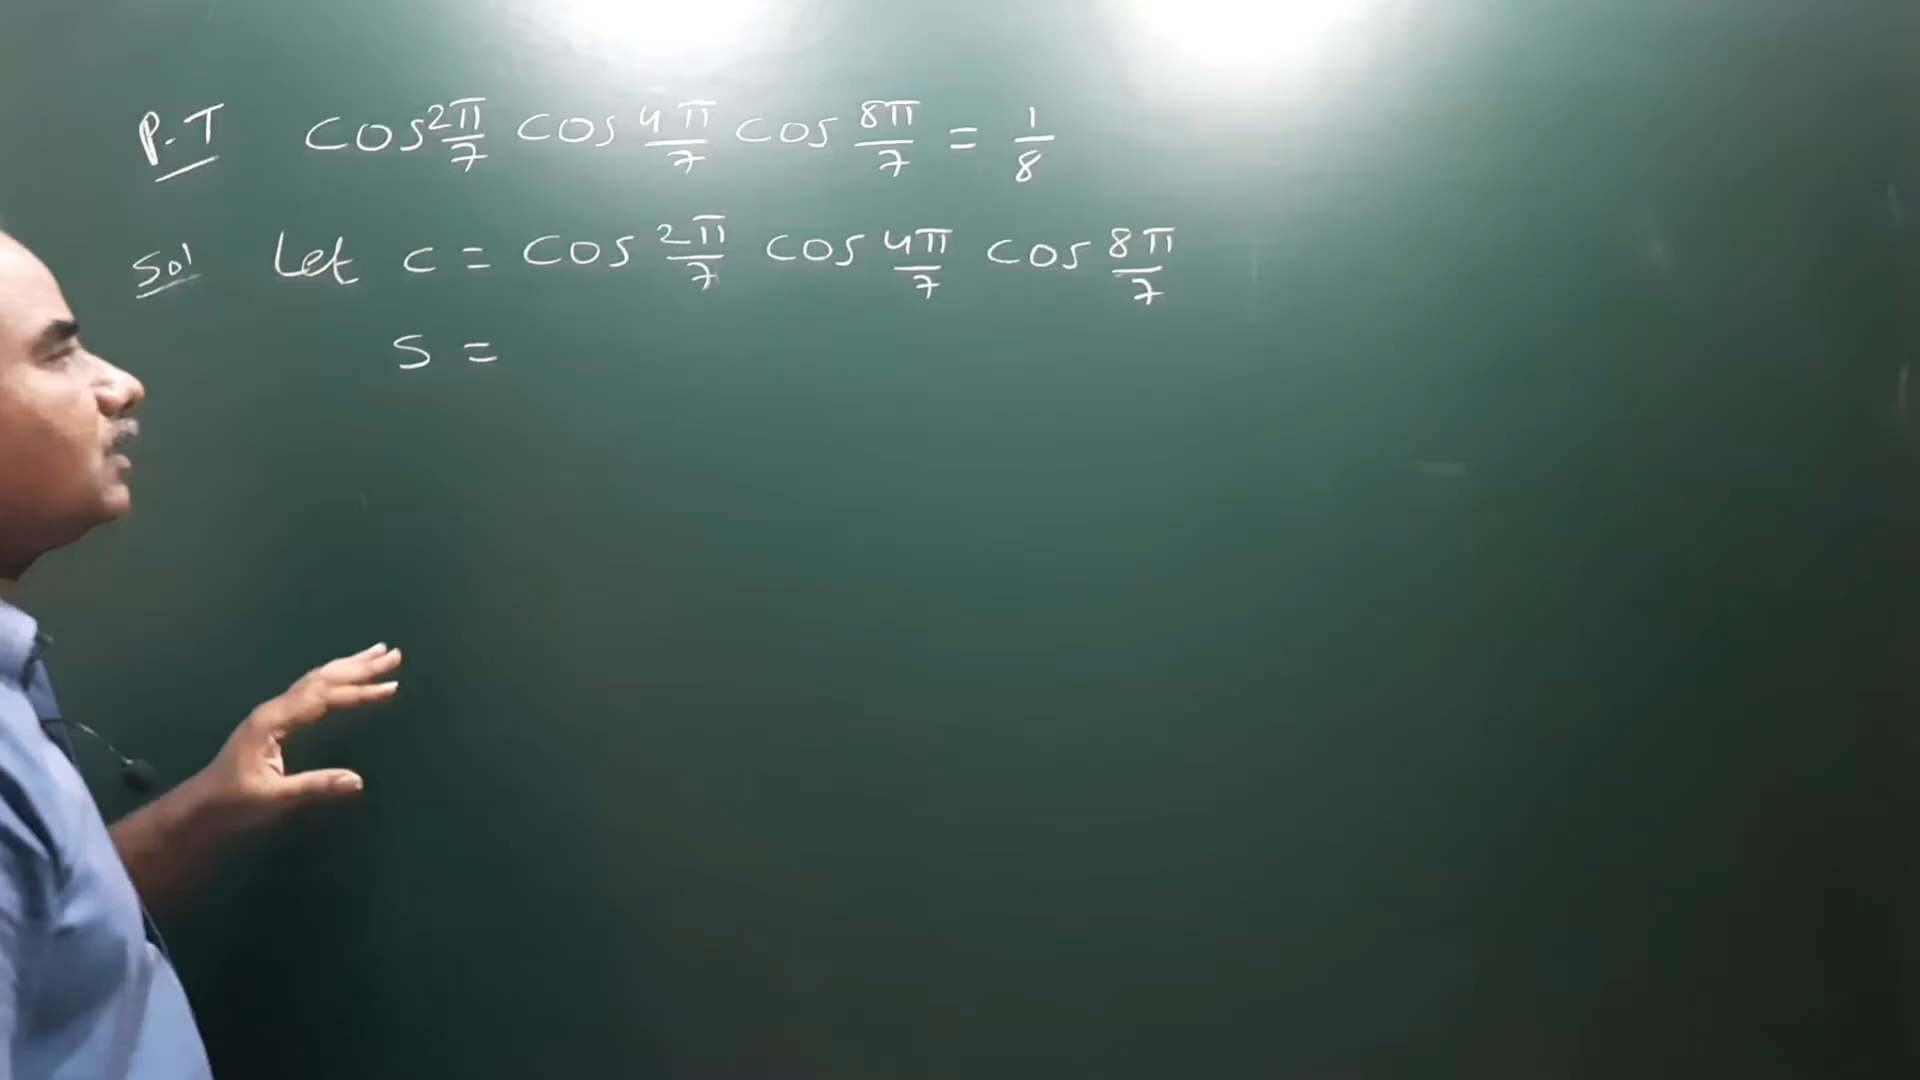 P.T cos 2π/7 cos 4π/7 cos 8π/7 = 1/8
Sol Let c = cos 2π/7 cos 4π/7 cos 8π/7
S =